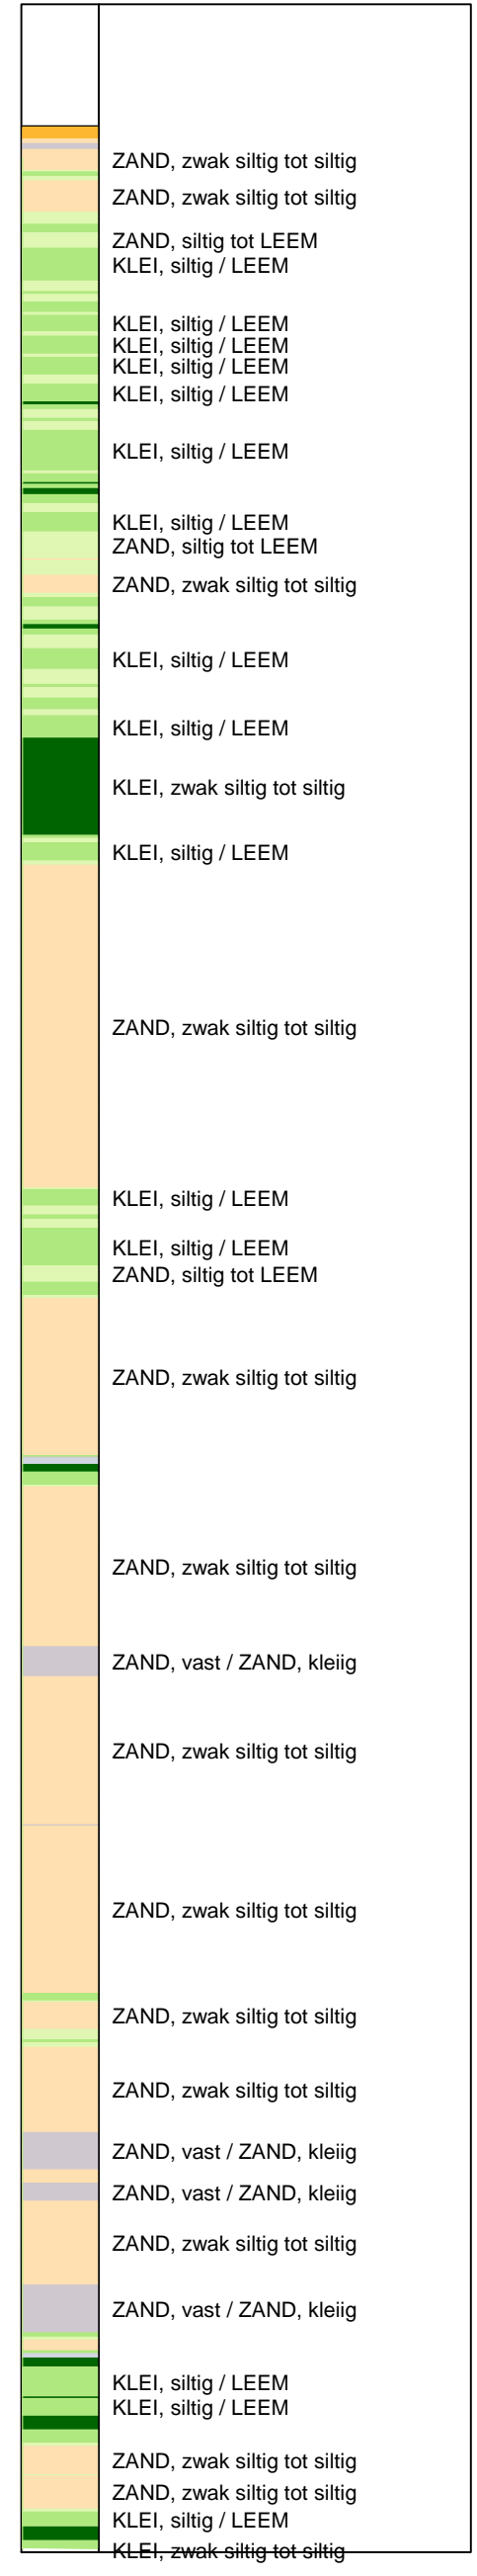 ZAND, zwak siltig tot siltig
ZAND, zwak siltig tot siltig
ZAND, siltig tot LEEM
KLEI, siltig / LEEM
KLEI, siltig / LEEM
KLEI, siltig / LEEM
KLEI, siltig / LEEM
KLEI, siltig / LEEM
KLEI, siltig / LEEM
KLEI, siltig / LEEM
ZAND, siltig tot LEEM
ZAND, zwak siltig tot siltig
KLEI, siltig / LEEM
KLEI, siltig / LEEM
KLEI, zwak siltig tot siltig
KLEI, siltig / LEEM
ZAND, zwak siltig tot siltig
KLEI, siltig / LEEM
KLEI, siltig / LEEM
ZAND, siltig tot LEEM
ZAND, zwak siltig tot siltig
ZAND, zwak siltig tot siltig
ZAND, vast / ZAND, kleiig
ZAND, zwak siltig tot siltig
ZAND, zwak siltig tot siltig
ZAND, zwak siltig tot siltig
ZAND, zwak siltig tot siltig
ZAND, vast / ZAND, kleiig
ZAND, vast / ZAND, kleiig
ZAND, zwak siltig tot siltig
ZAND, vast / ZAND, kleiig
KLEI, siltig / LEEM
KLEI, siltig / LEEM
ZAND, zwak siltig tot siltig
ZAND, zwak siltig tot siltig
KLEI, siltig / LEEM
KLEI, zwak siltig tot siltig